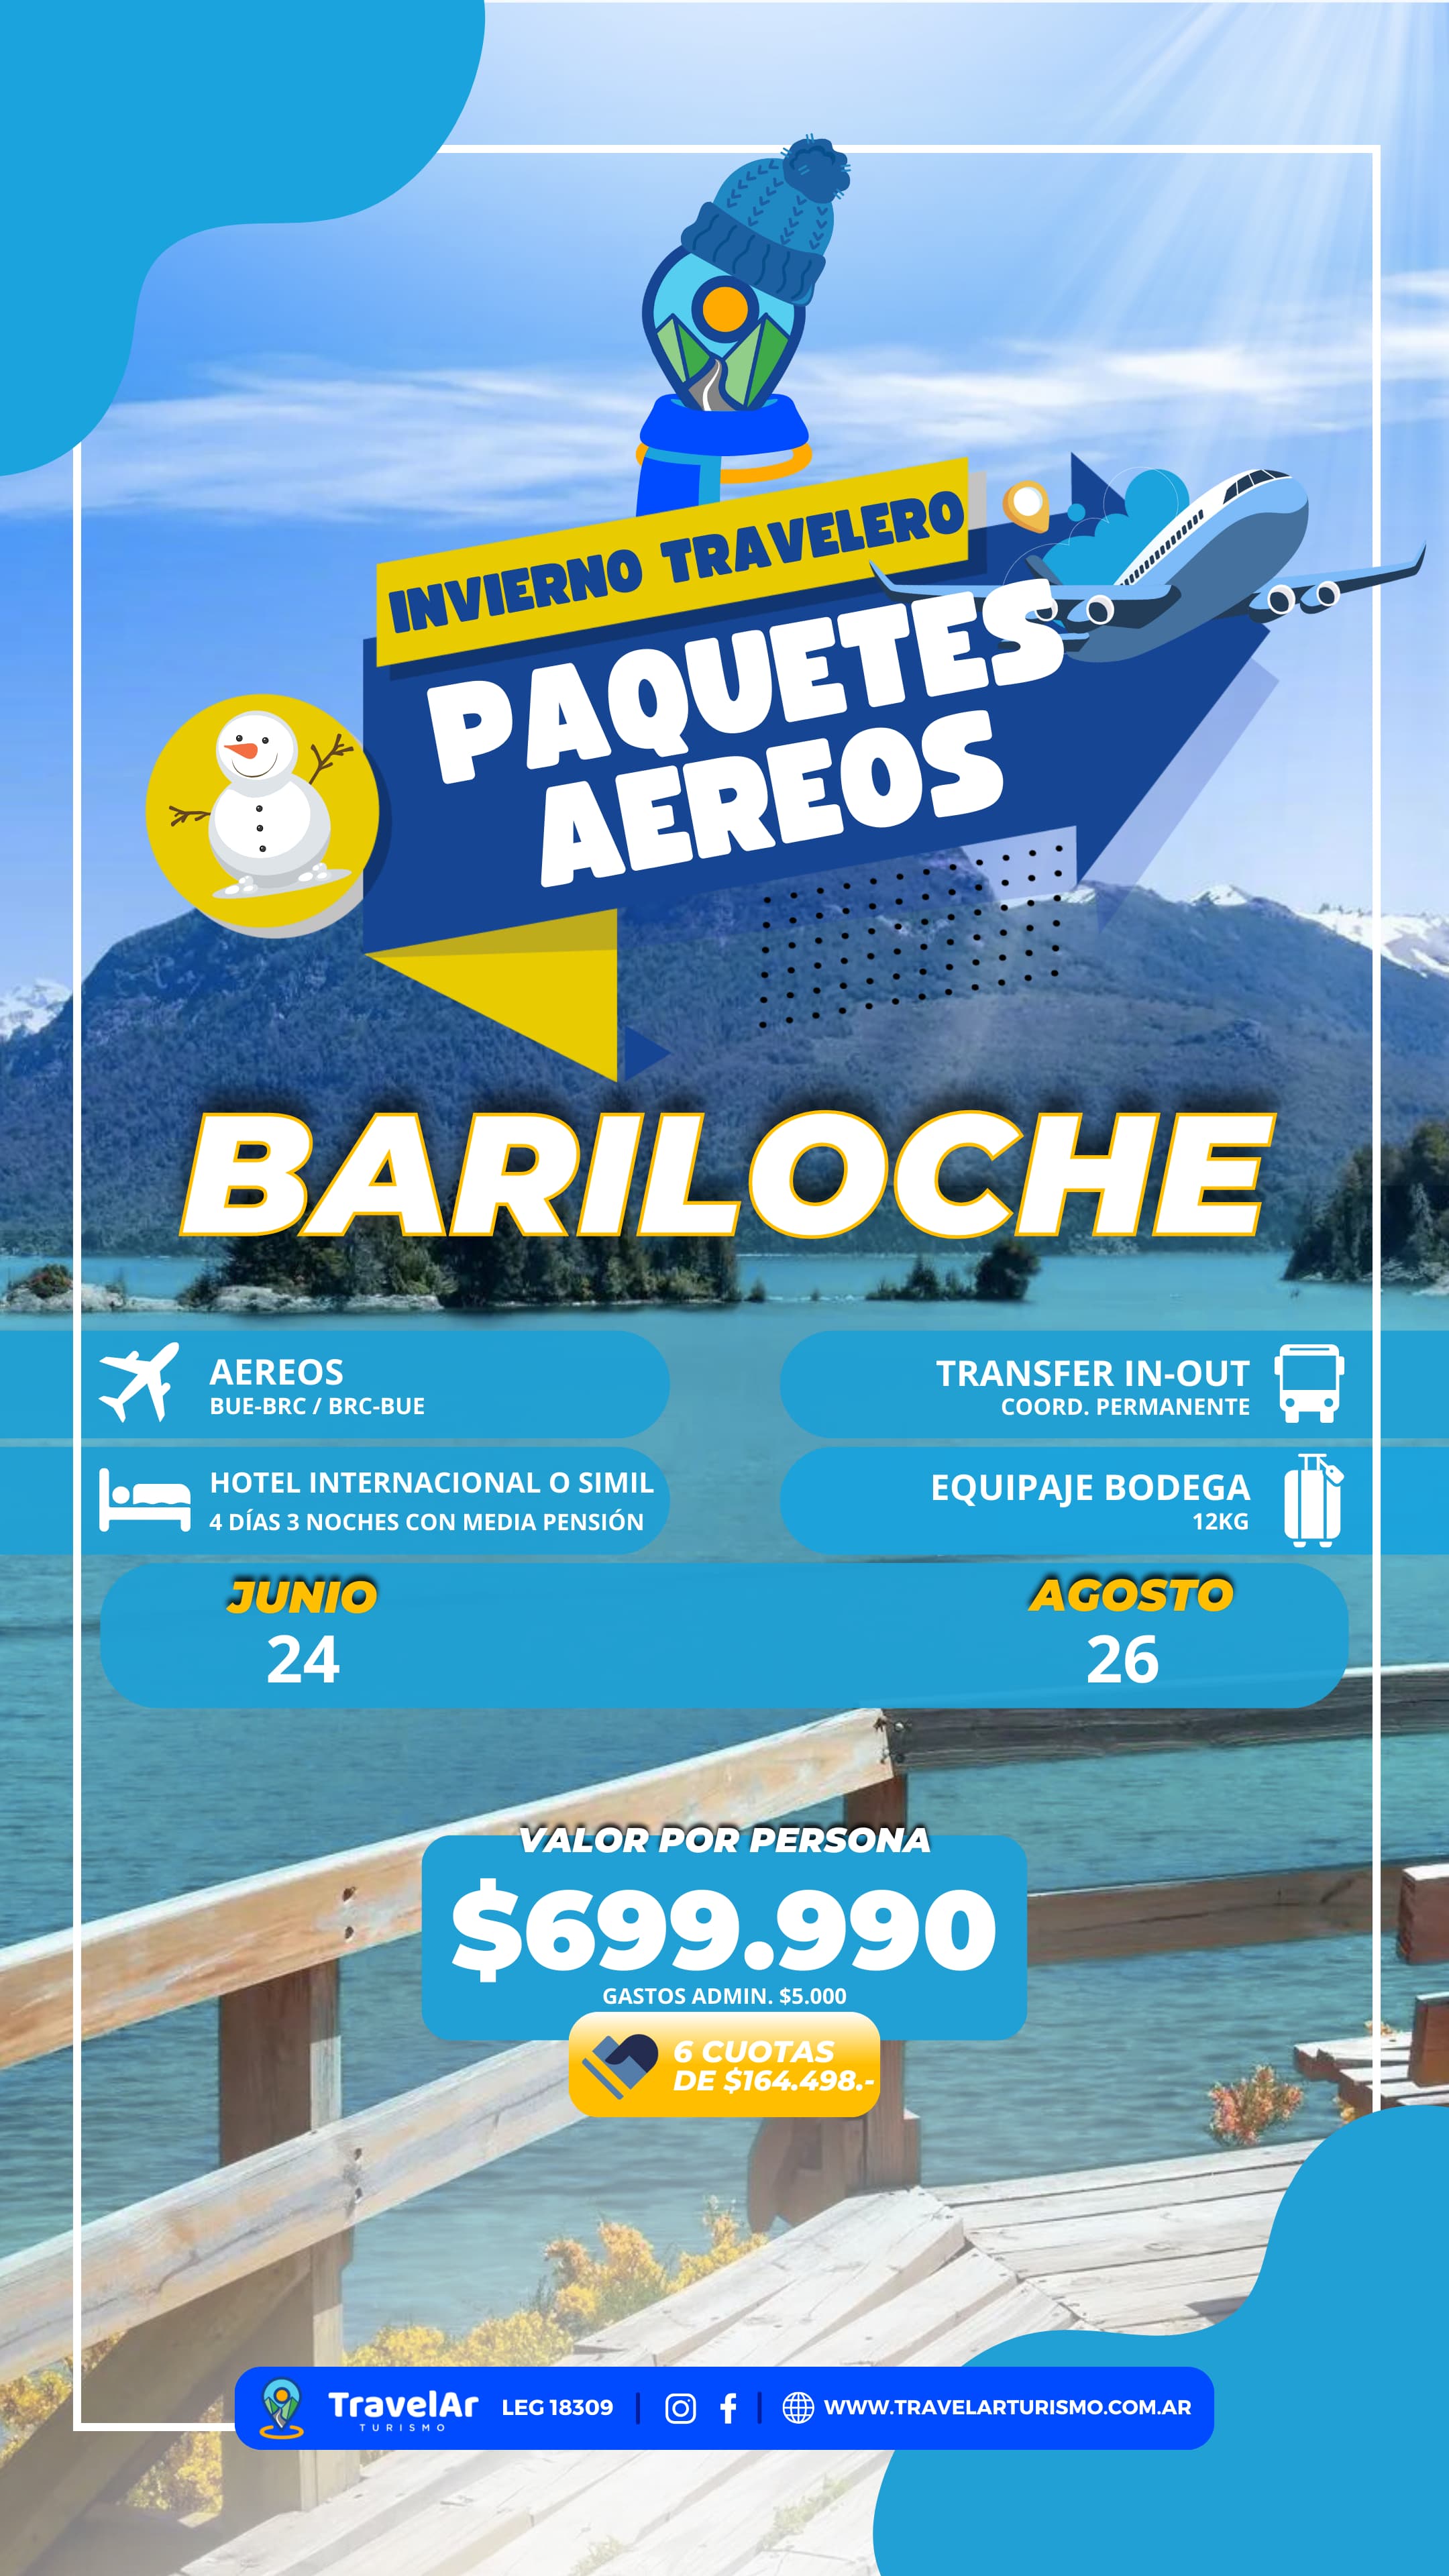 INVIERNO TRAVELERO
PAQUETES
AEREOS
BARILOCHE
AEREOS
BUE-BRC / BRC-BUE
TRANSFER IN-OUT
COORD. PERMANENTE
HOTEL INTERNACIONAL O SIMIL
4 DÍAS 3 NOCHES CON MEDIA PENSIÓN
EQUIPAJE BODEGA
12KG
JUNIO
24
AGOSTO
26
VALOR POR PERSONA
$699.990
GASTOS ADMIN. $5.000
6 CUOTAS
DE $164.498.-
TravelAr
TURISMO
LEG 18309
WWW.TRAVELARTURISMO.COM.AR